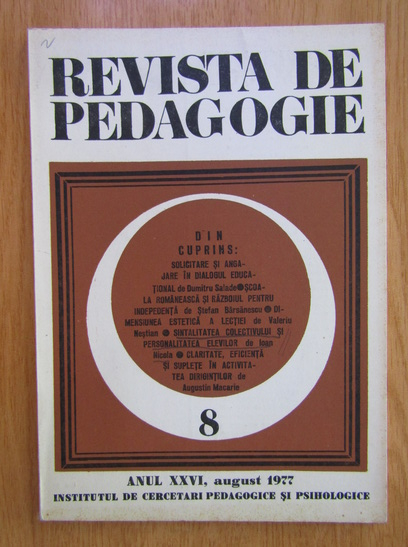 REVISTA DE
PEDAGOGIE
DIN
CUPRINS:
SOLICITARE ȘI ANGA-
JARE ÎN DIALOGUL EDUCA-
ȚIONAL de Dumitru Salade ● ȘCOA-
LA ROMÂNEASCĂ ȘI RĂZBOIUL PENTRU
INDEPEDENȚĂ de Ștefan Bârsănescu ● DI-
MENSIUNEA ESTETICĂ A LECȚIEI de Valeriu
Neștian ● SINTALITATEA COLECTIVULUI ȘI
PERSONALITATEA ELEVILOR de Ioan
Nicola ● CLARITATE, EFICIENȚĂ
ȘI SUPLEȚE ÎN ACTIVITA-
TEA DIRIGINȚILOR de
Augustin Macarie
8
ANUL XXVI, august 1977
INSTITUTUL DE CERCETARI PEDAGOGICE ȘI PSIHOLOGICE